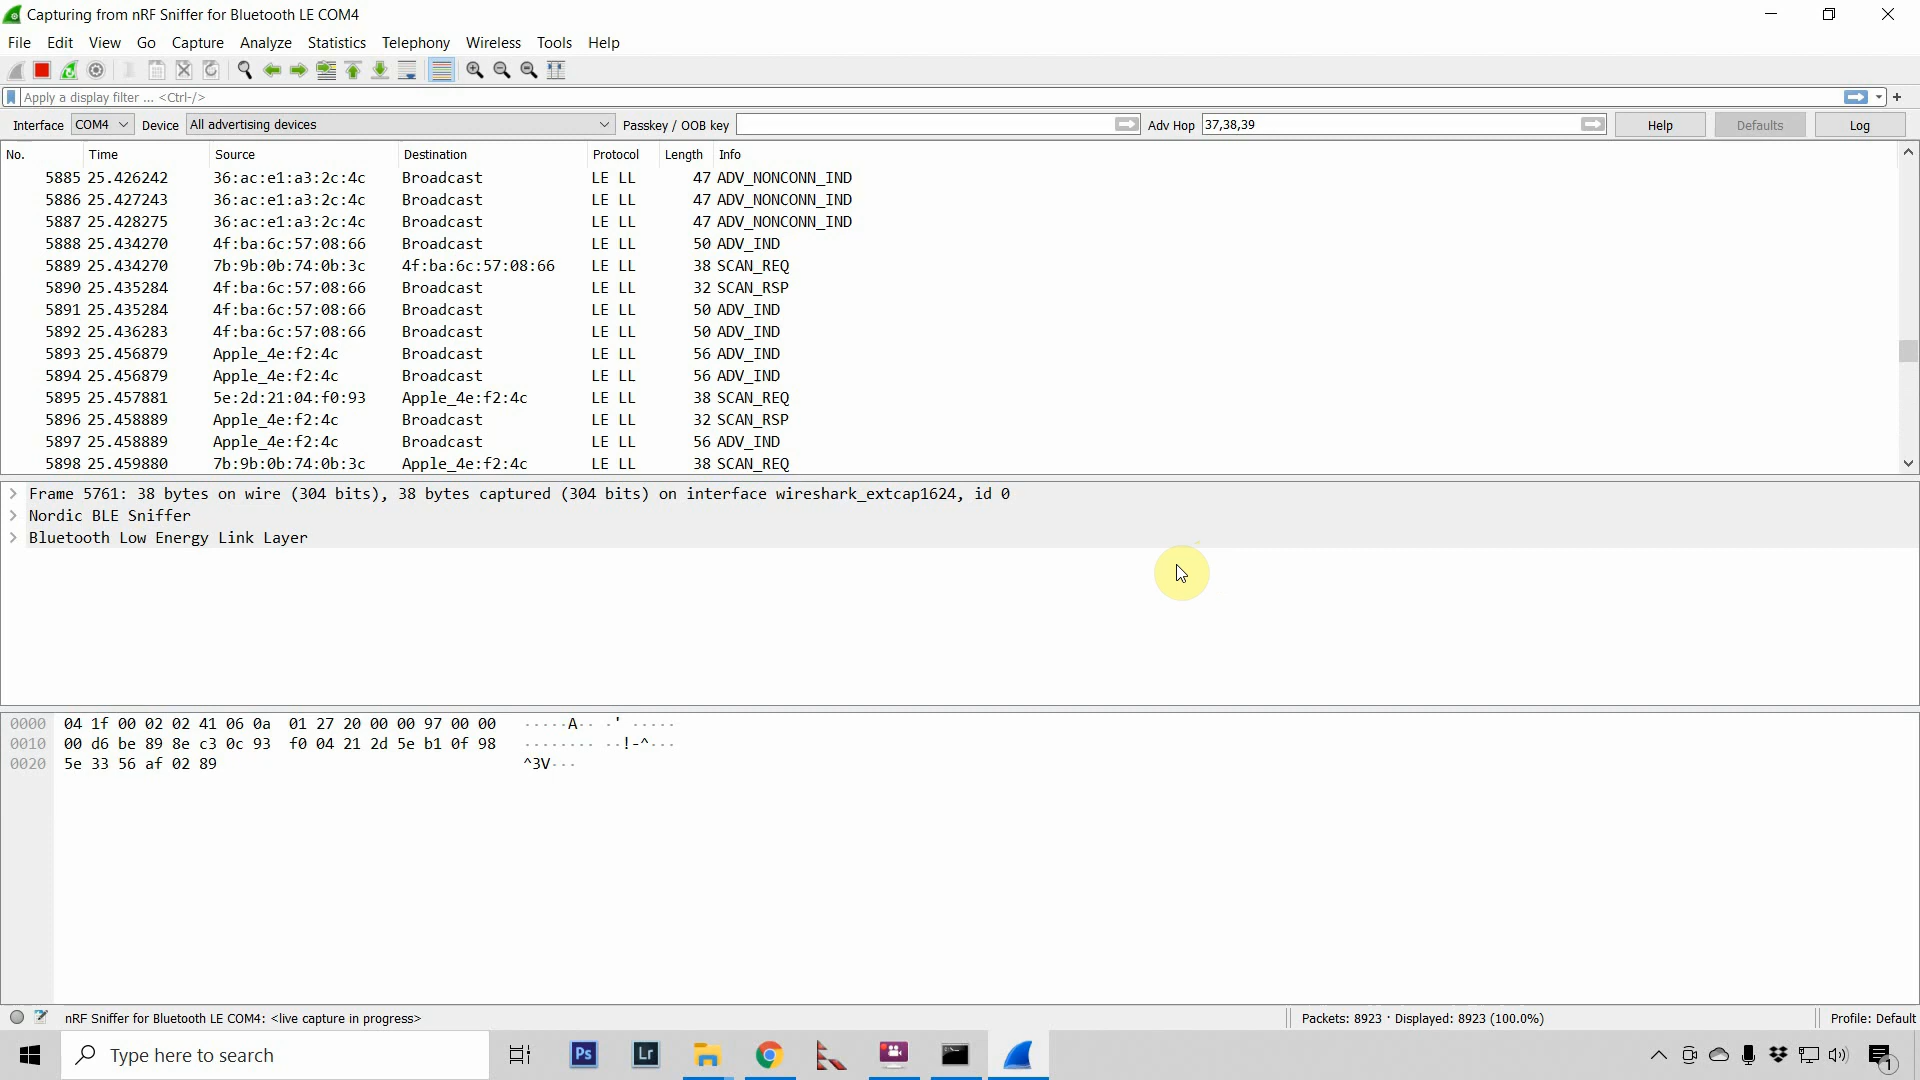 Capturing from nRF Sniffer for Bluetooth LE COM4
File Edit View Go Capture Analyze Statistics Telephony Wireless Tools Help
Apply a display filter ... <Ctrl-/>
Interface COM4 Device All advertising devices Passkey / OOB key Adv Hop 37,38,39 Help Defaults Log
No. Time Source Destination Protocol Length Info
5885 25.426242 36:ac:e1:a3:2c:4c Broadcast LE LL 47 ADV_NONCONN_IND
5886 25.427243 36:ac:e1:a3:2c:4c Broadcast LE LL 47 ADV_NONCONN_IND
5887 25.428275 36:ac:e1:a3:2c:4c Broadcast LE LL 47 ADV_NONCONN_IND
5888 25.434270 4f:ba:6c:57:08:66 Broadcast LE LL 50 ADV_IND
5889 25.434270 7b:9b:0b:74:0b:3c 4f:ba:6c:57:08:66 LE LL 38 SCAN_REQ
5890 25.435284 4f:ba:6c:57:08:66 Broadcast LE LL 32 SCAN_RSP
5891 25.435284 4f:ba:6c:57:08:66 Broadcast LE LL 50 ADV_IND
5892 25.436283 4f:ba:6c:57:08:66 Broadcast LE LL 50 ADV_IND
5893 25.456879 Apple_4e:f2:4c Broadcast LE LL 56 ADV_IND
5894 25.456879 Apple_4e:f2:4c Broadcast LE LL 56 ADV_IND
5895 25.457881 5e:2d:21:04:f0:93 Apple_4e:f2:4c LE LL 38 SCAN_REQ
5896 25.458889 Apple_4e:f2:4c Broadcast LE LL 32 SCAN_RSP
5897 25.458889 Apple_4e:f2:4c Broadcast LE LL 56 ADV_IND
5898 25.459880 7b:9b:0b:74:0b:3c Apple_4e:f2:4c LE LL 38 SCAN_REQ
Frame 5761: 38 bytes on wire (304 bits), 38 bytes captured (304 bits) on interface wireshark_extcap1624, id 0
Nordic BLE Sniffer
Bluetooth Low Energy Link Layer
0000 04 1f 00 02 02 41 06 0a 01 27 20 00 00 97 00 00 ·····A·· ·' ·····
0010 00 d6 be 89 8e c3 0c 93 f0 04 21 2d 5e b1 0f 98 ········ ··!-^···
0020 5e 33 56 af 02 89 ^3V···
nRF Sniffer for Bluetooth LE COM4: <live capture in progress> Packets: 8923 · Displayed: 8923 (100.0%) Profile: Default
Type here to search Ps Lr 1